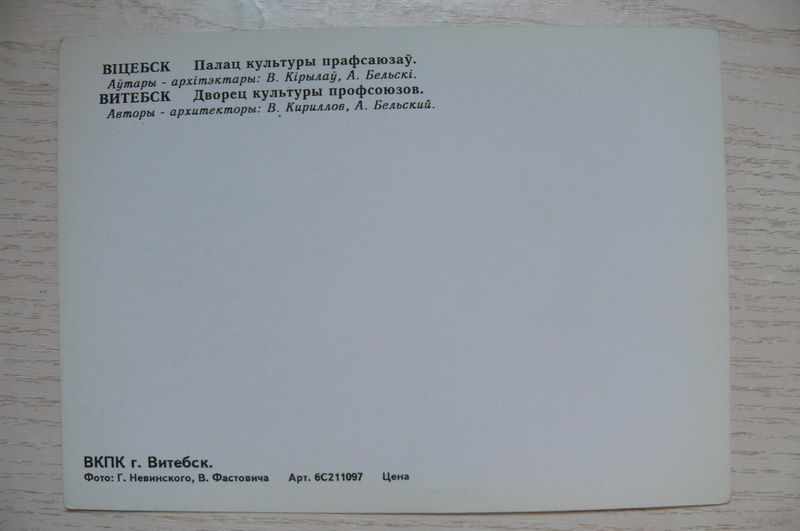 ВІЦЕБСК Палац культуры прафсаюзаў.
Аўтары - архітэктары: В. Кірылаў, А. Бельскі.
ВИТЕБСК Дворец культуры профсоюзов.
Авторы - архитекторы: В. Кириллов, А. Бельский.
ВКПК г. Витебск.
Фото: Г. Невинского, В. Фастовича Арт. 6С211097 Цена